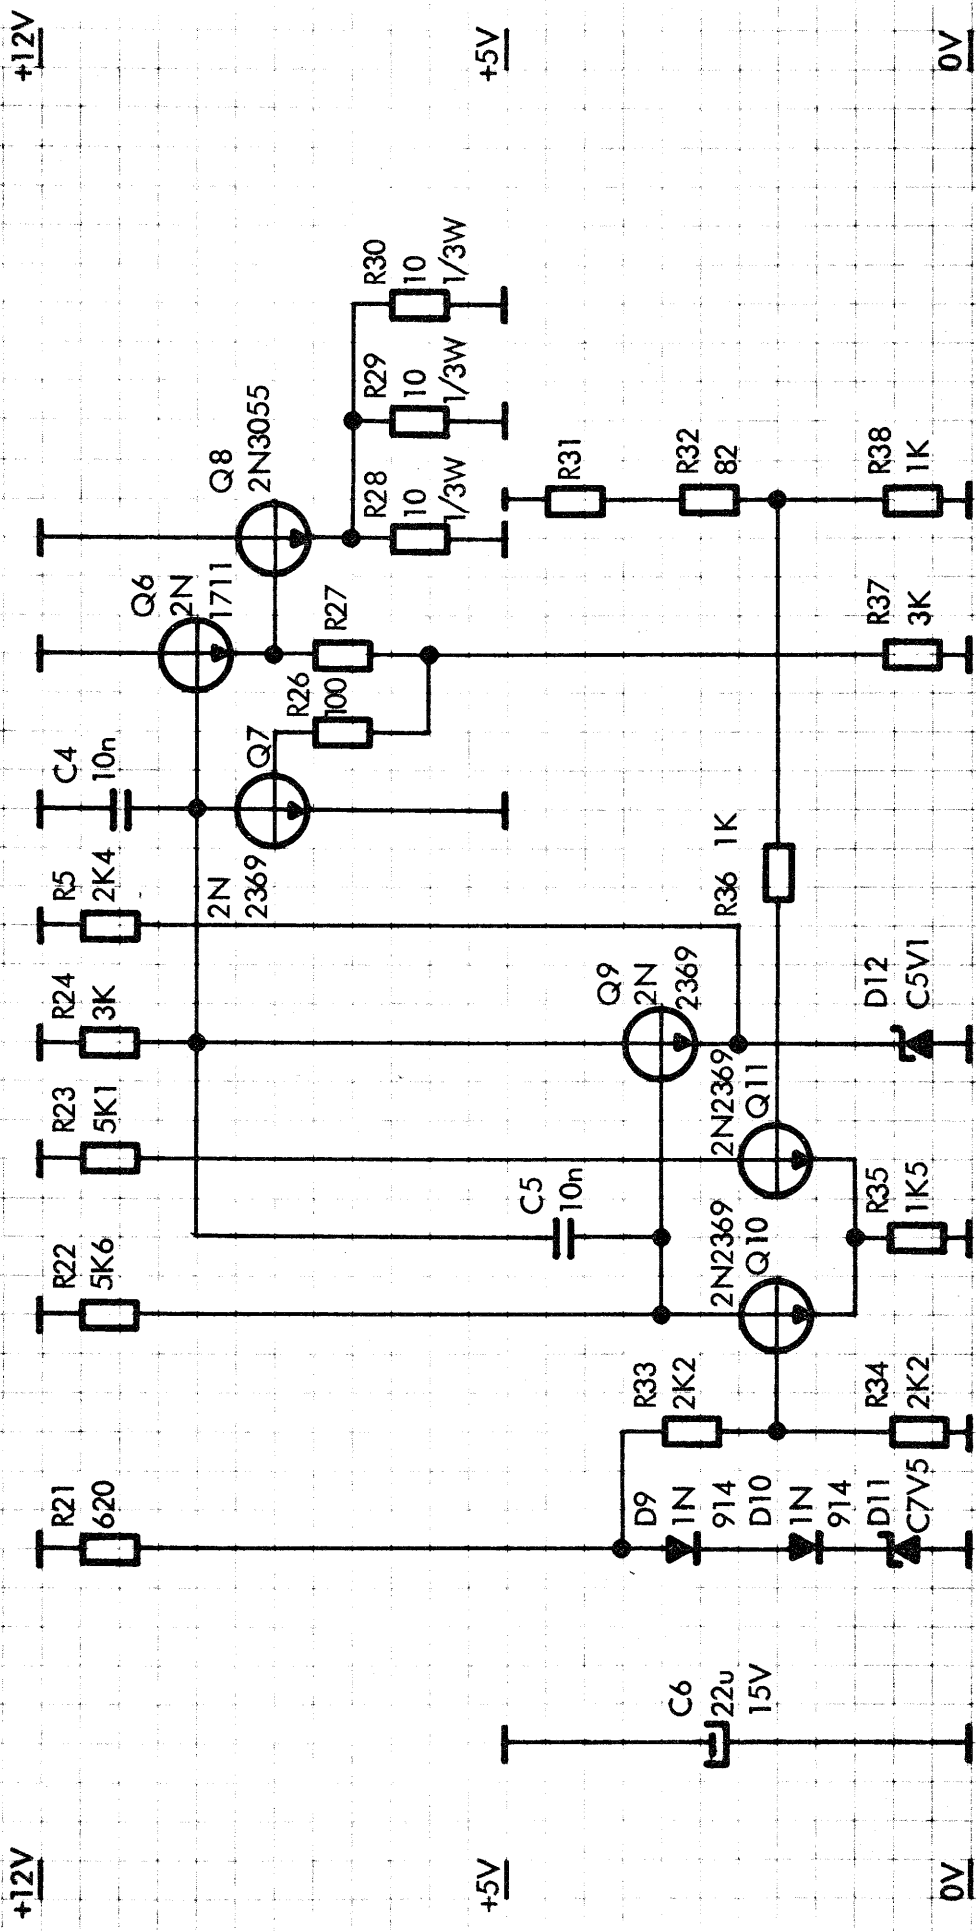 +12V
+5V
0V
R21
620
R22
5K6
R23
5K1
R24
3K
R5
2K4
C4
10n
Q6
2N
1711
Q8
2N3055
2N
2369
Q7
R26
100
R27
R28
10
1/3W
R29
10
1/3W
R30
10
1/3W
C5
10n
Q9
2N
2369
R31
R32
82
C6
22u
15V
D9
1N
914
D10
1N
914
D11
C7V5
R33
2K2
R34
2K2
2N2369
Q10
2N2369
Q11
R35
1K5
R36 1K
D12
C5V1
R37
3K
R38
1K
+12V
+5V
0V